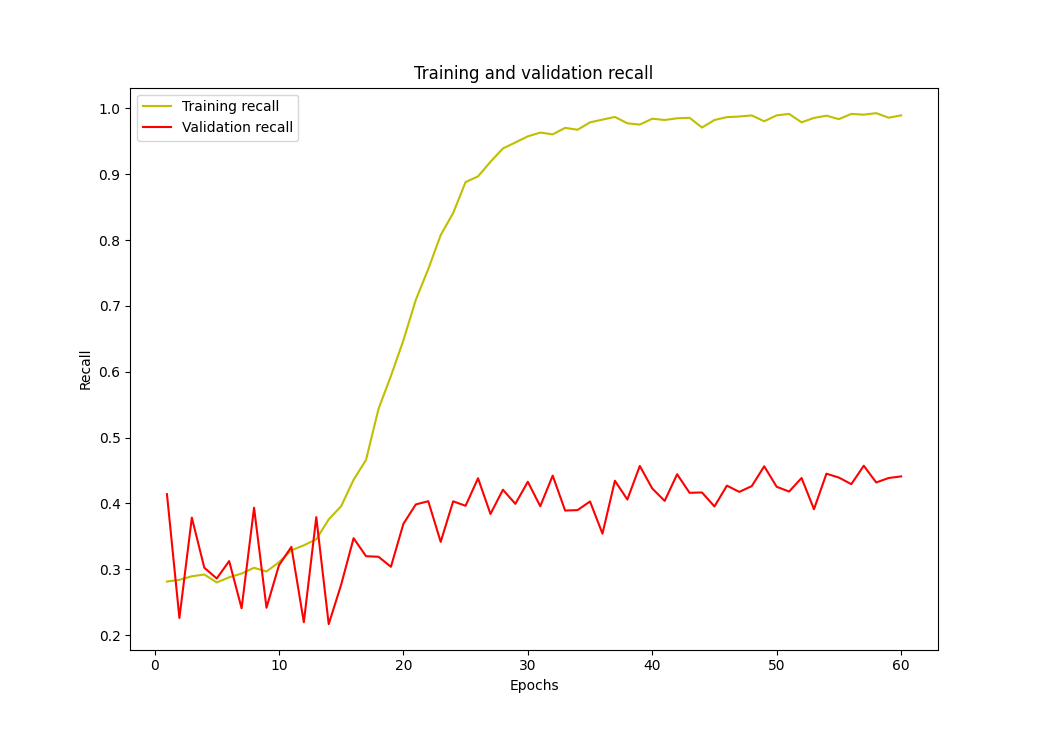 Training and validation recall
Training recall
Validation recall
1.0
0.9
0.8
0.7
0.6
0.5
0.4
0.3
0.2
Recall
0 10 20 30 40 50 60
Epochs